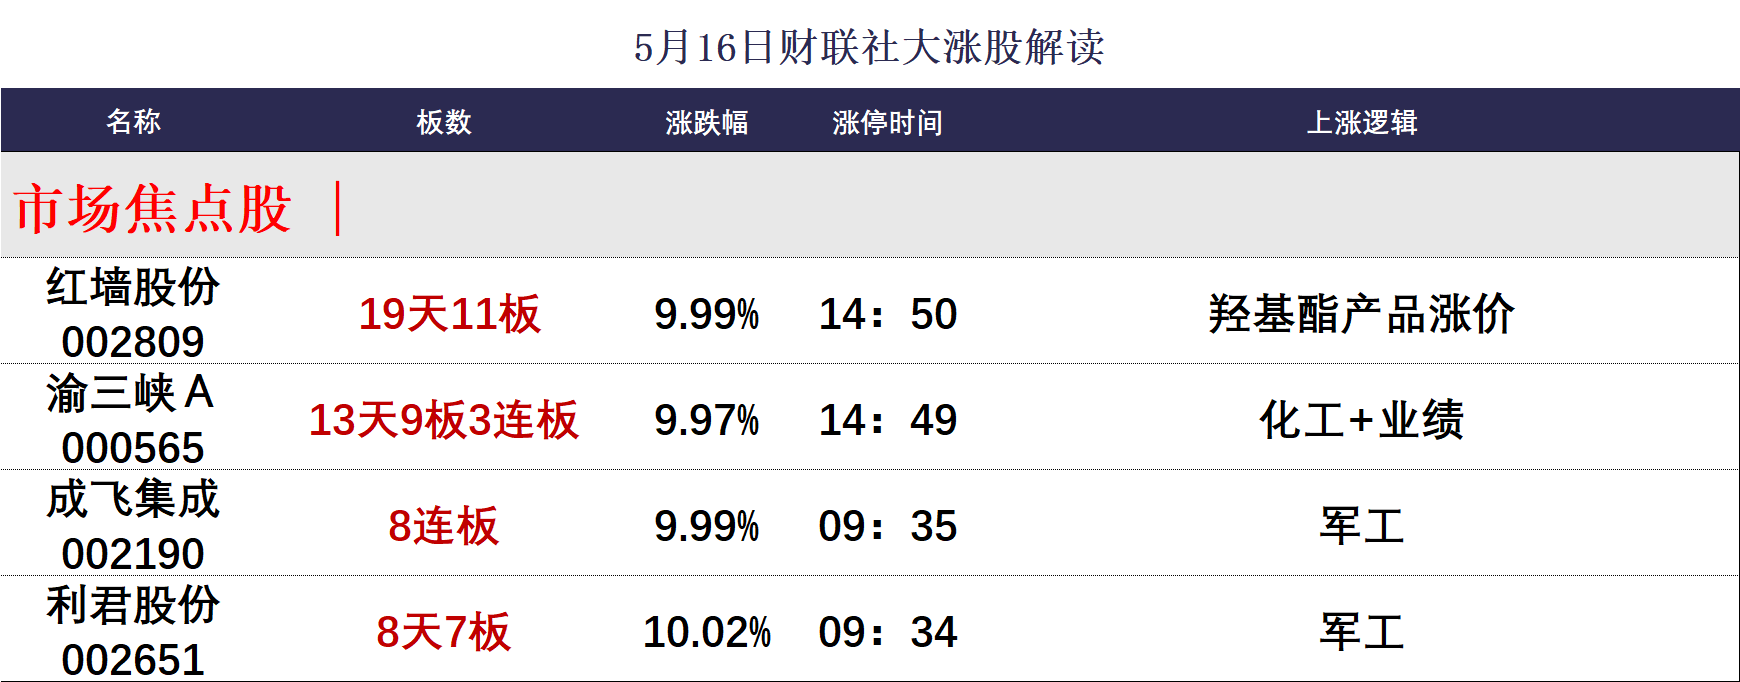 5月16日财联社大涨股解读
名称 板数 涨跌幅 涨停时间 上涨逻辑
市场焦点股 |
红墙股份
002809 19天11板 9.99% 14：50 羟基酯产品涨价
渝三峡A
000565 13天9板3连板 9.97% 14：49 化工+业绩
成飞集成
002190 8连板 9.99% 09：35 军工
利君股份
002651 8天7板 10.02% 09：34 军工